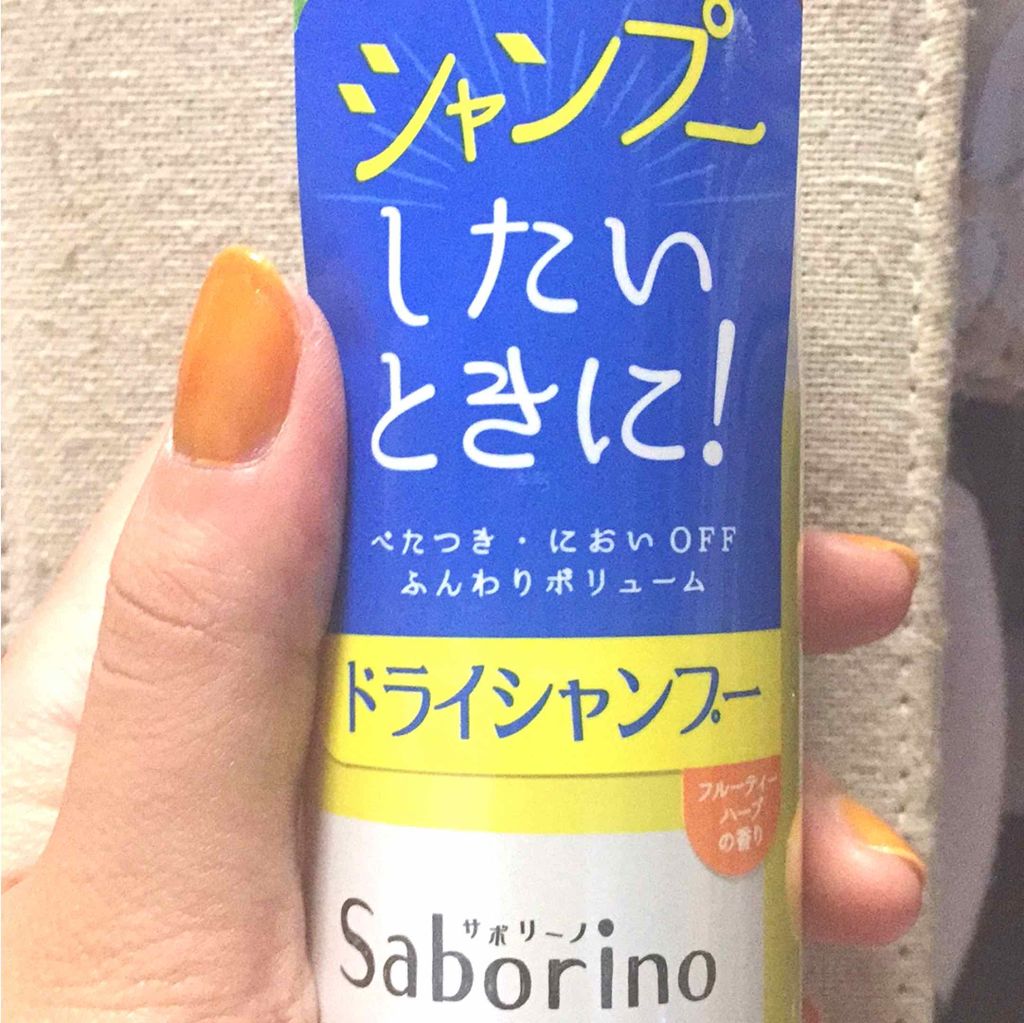 シャンプー
したい
ときに!
べたつき・においOFF
ふんわりボリューム
ドライシャンプー
フルーティー
ハーブ
の香り
サボリーノ
Saborino